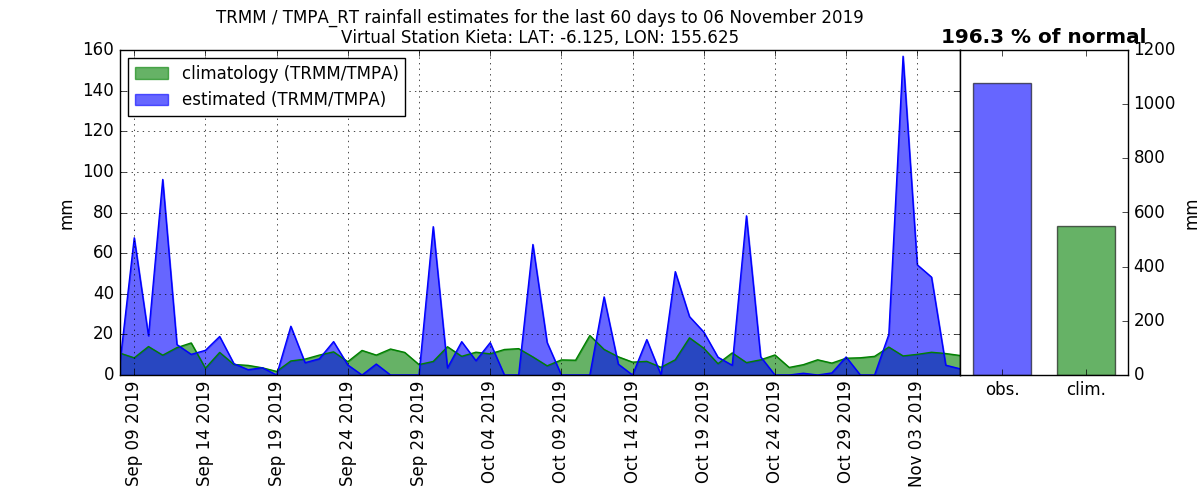 TRMM / TMPA_RT rainfall estimates for the last 60 days to 06 November 2019
Virtual Station Kieta: LAT: -6.125, LON: 155.625
196.3 % of normal
climatology (TRMM/TMPA)
estimated (TRMM/TMPA)
mm
160
140
120
100
80
60
40
20
0
Sep 09 2019
Sep 14 2019
Sep 19 2019
Sep 24 2019
Sep 29 2019
Oct 04 2019
Oct 09 2019
Oct 14 2019
Oct 19 2019
Oct 24 2019
Oct 29 2019
Nov 03 2019
obs.
clim.
1200
1000
800
600
400
200
0
mm